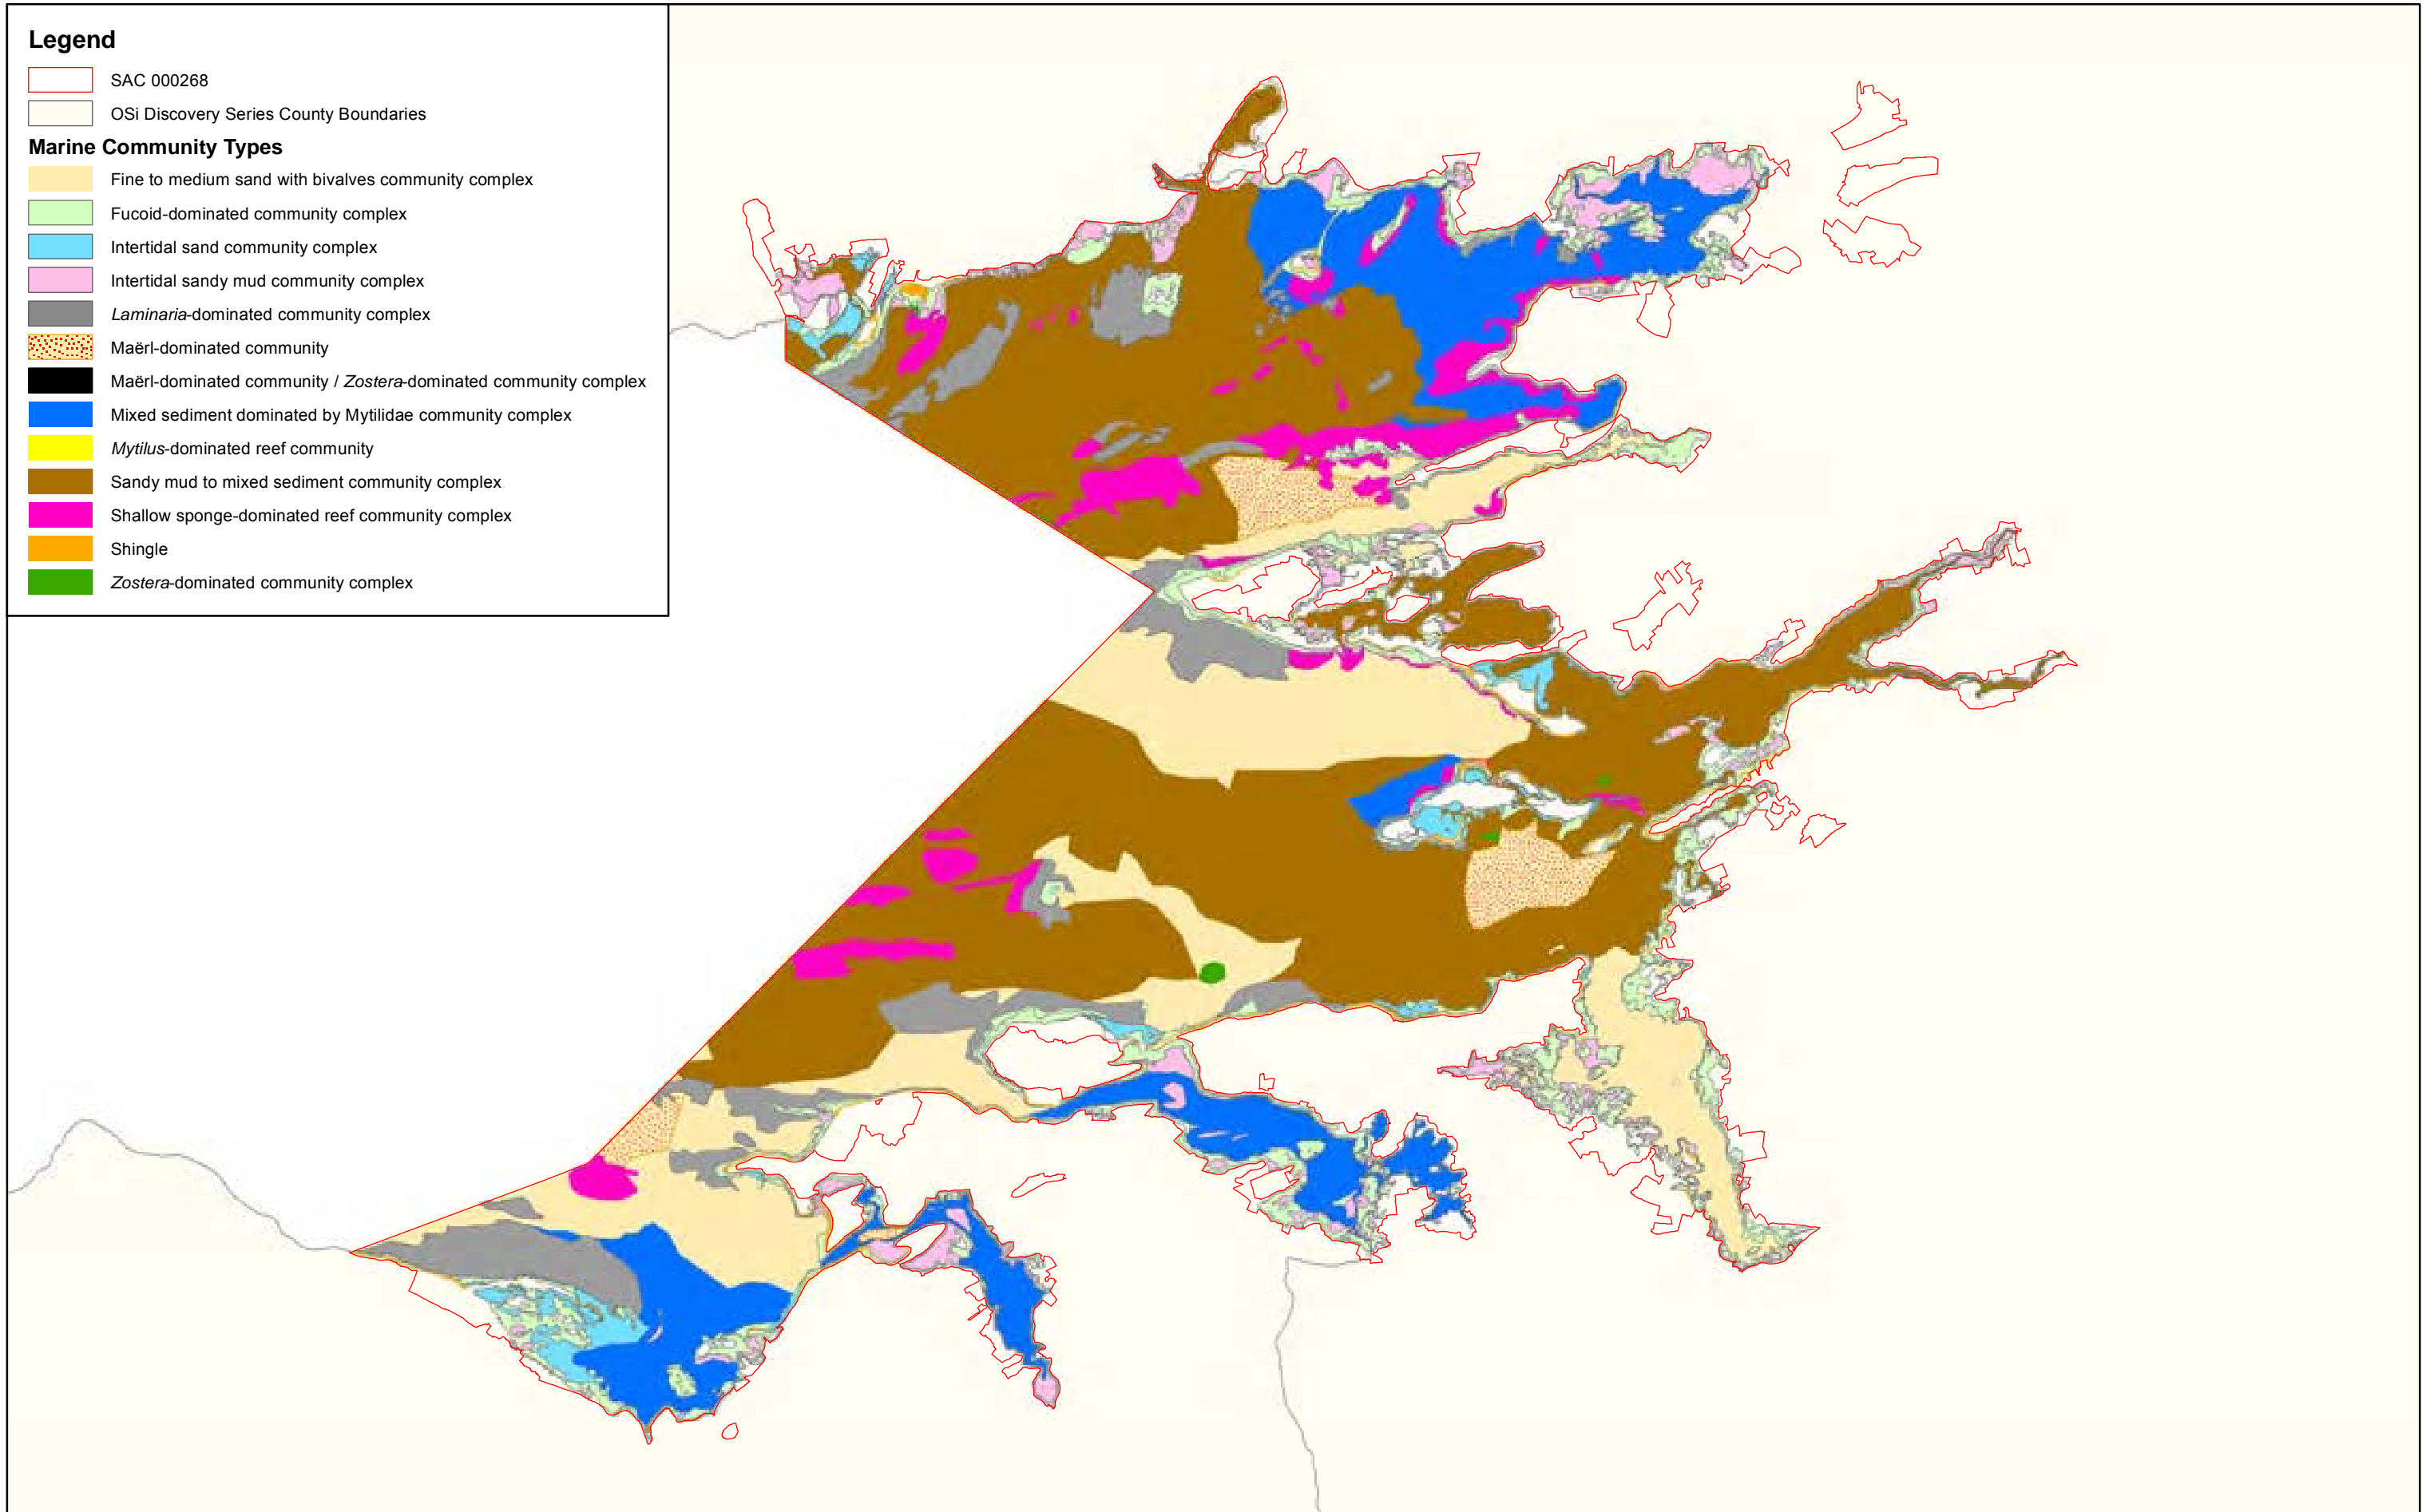 Legend
SAC 000268
OSi Discovery Series County Boundaries
Marine Community Types
Fine to medium sand with bivalves community complex
Fucoid-dominated community complex
Intertidal sand community complex
Intertidal sandy mud community complex
Laminaria-dominated community complex
Maërl-dominated community
Maërl-dominated community / Zostera-dominated community complex
Mixed sediment dominated by Mytilidae community complex
Mytilus-dominated reef community
Sandy mud to mixed sediment community complex
Shallow sponge-dominated reef community complex
Shingle
Zostera-dominated community complex